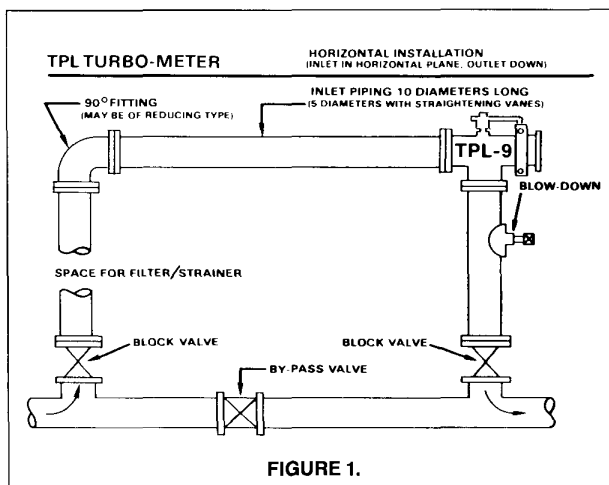 TPL TURBO-METER
HORIZONTAL INSTALLATION
(INLET IN HORIZONTAL PLANE, OUTLET DOWN)
90° FITTING
(MAY BE OF REDUCING TYPE)
INLET PIPING 10 DIAMETERS LONG
(5 DIAMETERS WITH STRAIGHTENING VANES)
TPL-9
BLOW-DOWN
SPACE FOR FILTER/STRAINER
BLOCK VALVE
BLOCK VALVE
BY-PASS VALVE
FIGURE 1.